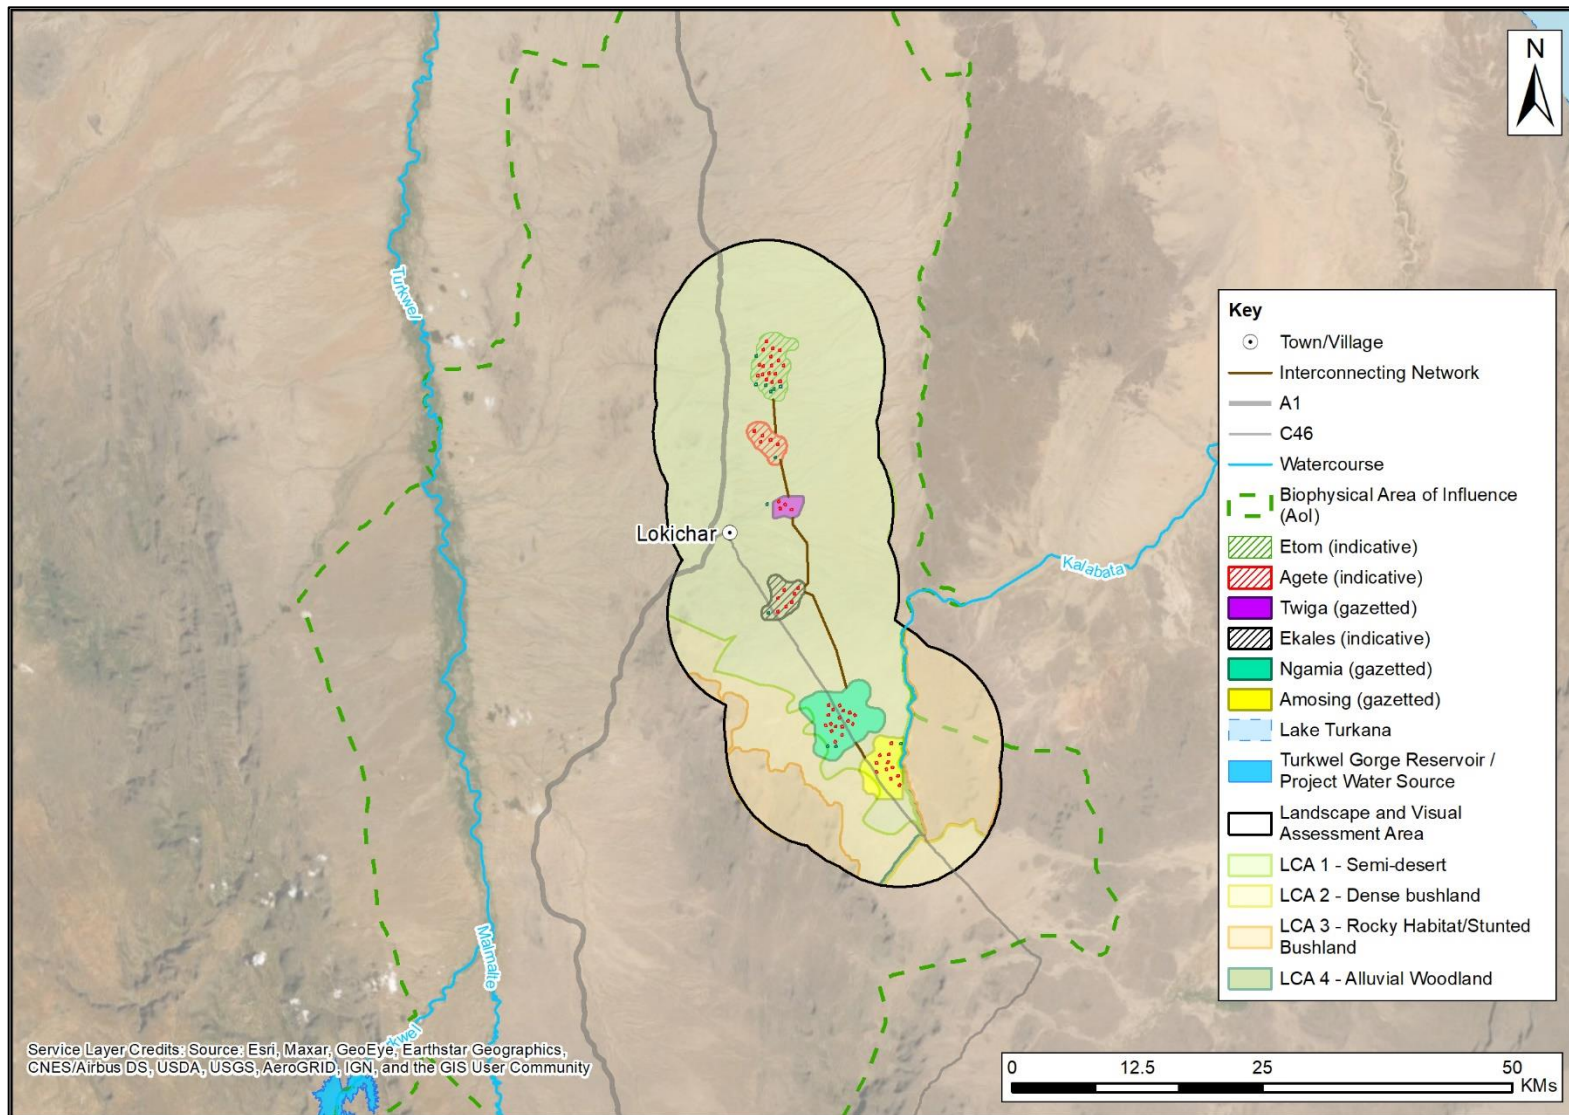 N
Turkwel
Lokichar
Kalabata
Malmalte
Key
Town/Village
Interconnecting Network
A1
C46
Watercourse
Biophysical Area of Influence
(AoI)
Etom (indicative)
Agete (indicative)
Twiga (gazetted)
Ekales (indicative)
Ngamia (gazetted)
Amosing (gazetted)
Lake Turkana
Turkwel Gorge Reservoir /
Project Water Source
Landscape and Visual
Assessment Area
LCA 1 - Semi-desert
LCA 2 - Dense bushland
LCA 3 - Rocky Habitat/Stunted
Bushland
LCA 4 - Alluvial Woodland
Service Layer Credits: Source: Esri, Maxar, GeoEye, Earthstar Geographics,
CNES/Airbus DS, USDA, USGS, AeroGRID, IGN, and the GIS User Community
0 12.5 25 50
KMs